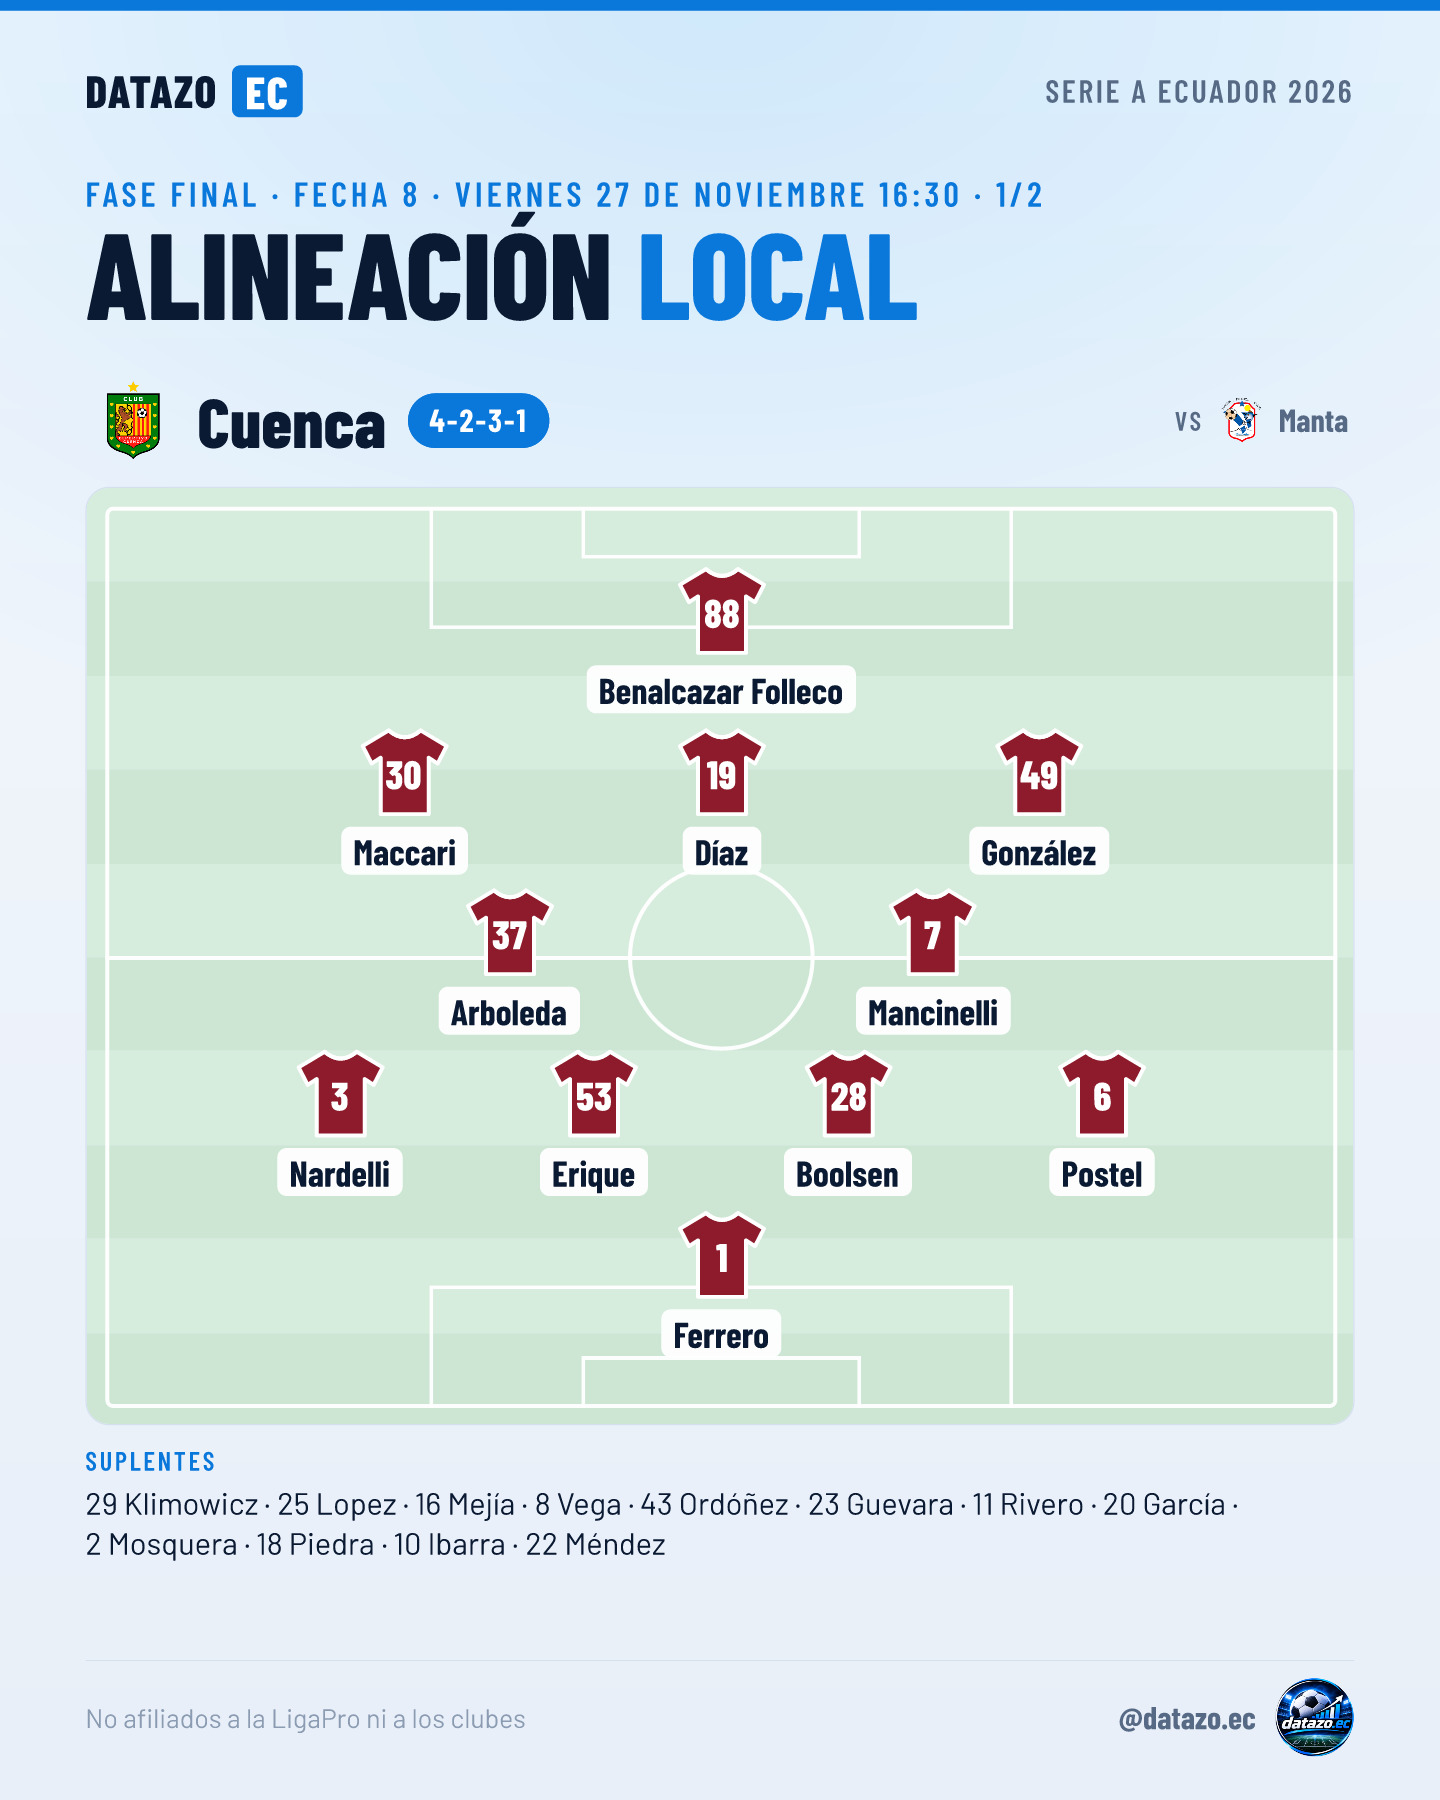 DATAZO EC
SERIE A ECUADOR 2026
FASE FINAL · FECHA 8 · VIERNES 27 DE NOVIEMBRE 16:30 · 1/2
ALINEACIÓN LOCAL
CLUB
Cuenca 4-2-3-1
VS Manta
88
Benalcazar Folleco
30 19 49
Maccari Díaz González
37 7
Arboleda Mancinelli
3 53 28 6
Nardelli Erique Boolsen Postel
1
Ferrero
SUPLENTES
29 Klimowicz · 25 Lopez · 16 Mejía · 8 Vega · 43 Ordóñez · 23 Guevara · 11 Rivero · 20 García ·
2 Mosquera · 18 Piedra · 10 Ibarra · 22 Méndez
No afiliados a la LigaPro ni a los clubes
@datazo.ec
datazo.ec